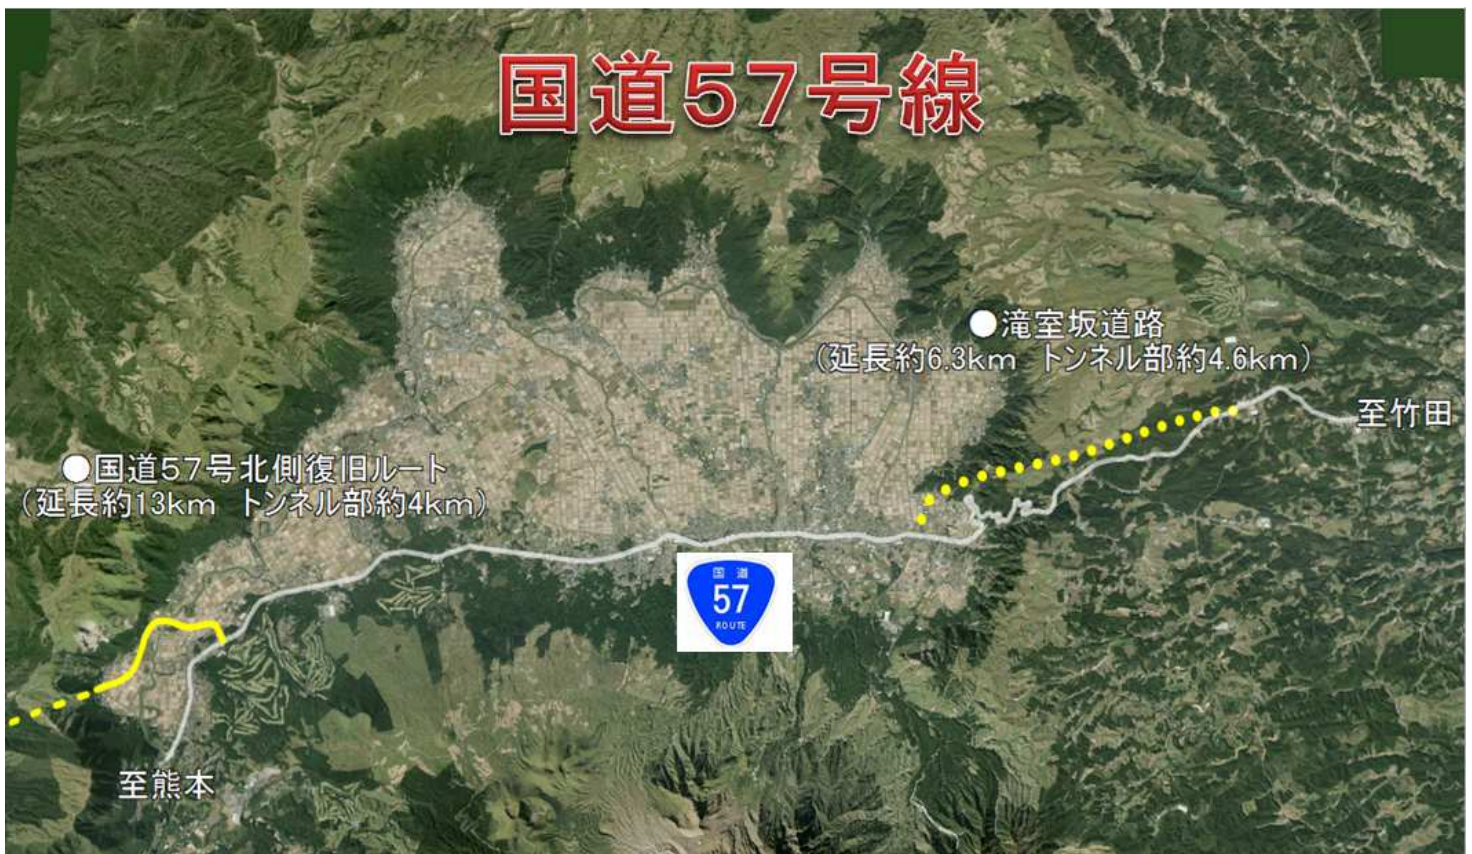 国道57号線
●滝室坂道路
（延長約6.3km　トンネル部約4.6km）
至竹田
●国道57号北側復旧ルート
（延長約13km　トンネル部約4km）
国道
57
ROUTE
至熊本